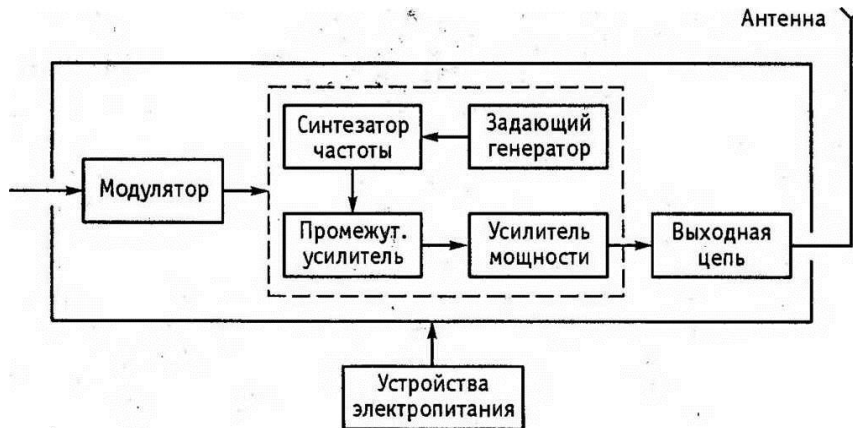 Антенна
Синтезатор
частоты
Задающий
генератор
Модулятор
Промежут.
усилитель
Усилитель
мощности
Выходная
цепь
Устройства
электропитания